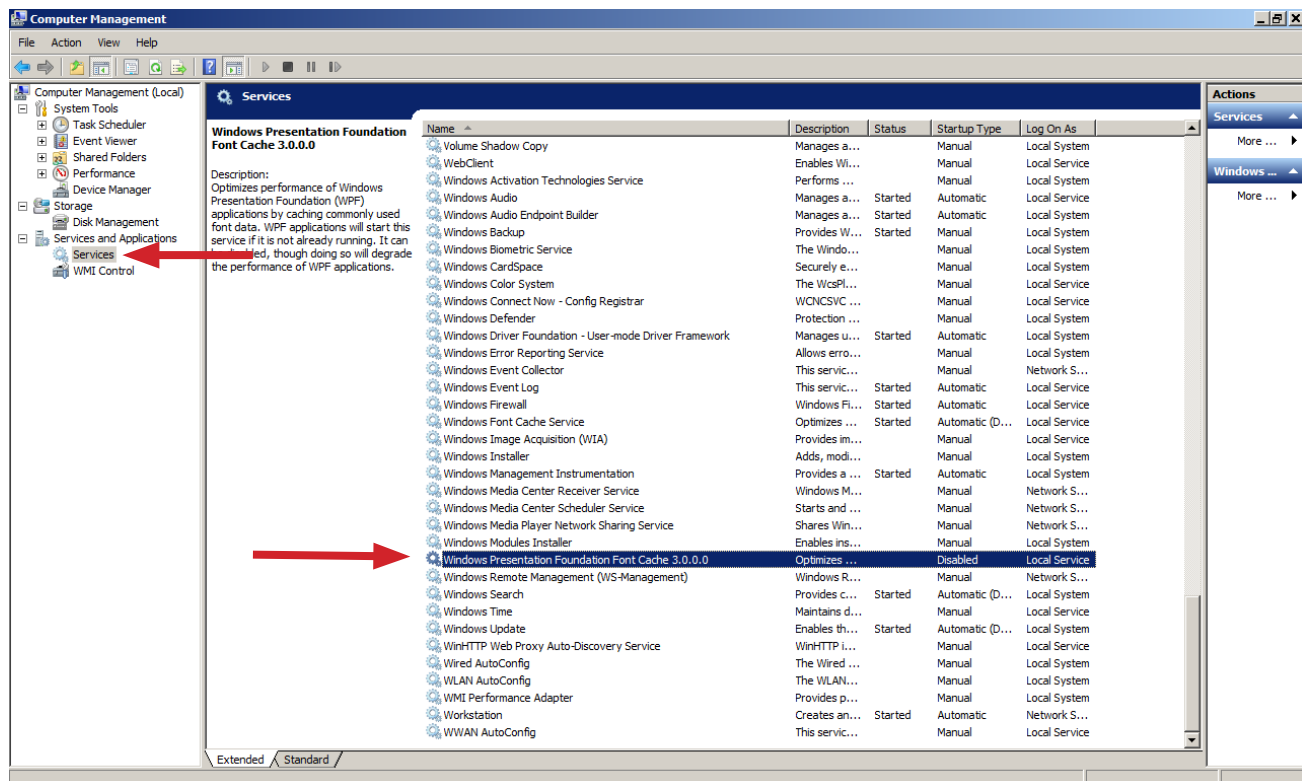 Computer Management
File Action View Help
Computer Management (Local)
System Tools
Task Scheduler
Event Viewer
Shared Folders
Performance
Device Manager
Storage
Disk Management
Services and Applications
Services
WMI Control
Services
Windows Presentation Foundation
Font Cache 3.0.0.0
Description:
Optimizes performance of Windows
Presentation Foundation (WPF)
applications by caching commonly used
font data. WPF applications will start this
service if it is not already running. It can
though doing so will degrade
the performance of WPF applications.
Name Description Status Startup Type Log On As
Volume Shadow Copy Manages a... Manual Local System
WebClient Enables Wi... Manual Local Service
Windows Activation Technologies Service Performs ... Manual Local System
Windows Audio Manages a... Started Automatic Local Service
Windows Audio Endpoint Builder Manages a... Started Automatic Local System
Windows Backup Provides W... Started Manual Local System
Windows Biometric Service The Windo... Manual Local System
Windows CardSpace Securely e... Manual Local System
Windows Color System The WcsPl... Manual Local Service
Windows Connect Now - Config Registrar WCNCSVC ... Manual Local Service
Windows Defender Protection ... Manual Local System
Windows Driver Foundation - User-mode Driver Framework Manages u... Started Automatic Local System
Windows Error Reporting Service Allows erro... Manual Local System
Windows Event Collector This servic... Manual Network S...
Windows Event Log This servic... Started Automatic Local Service
Windows Firewall Windows Fi... Started Automatic Local Service
Windows Font Cache Service Optimizes ... Started Automatic (D... Local Service
Windows Image Acquisition (WIA) Provides im... Manual Local Service
Windows Installer Adds, modi... Manual Local System
Windows Management Instrumentation Provides a ... Started Automatic Local System
Windows Media Center Receiver Service Windows M... Manual Network S...
Windows Media Center Scheduler Service Starts and ... Manual Network S...
Windows Media Player Network Sharing Service Shares Win... Manual Network S...
Windows Modules Installer Enables ins... Manual Local System
Windows Presentation Foundation Font Cache 3.0.0.0 Optimizes ... Disabled Local Service
Windows Remote Management (WS-Management) Windows R... Manual Network S...
Windows Search Provides c... Started Automatic (D... Local System
Windows Time Maintains d... Manual Local Service
Windows Update Enables th... Started Automatic (D... Local System
WinHTTP Web Proxy Auto-Discovery Service WinHTTP i... Manual Local Service
Wired AutoConfig The Wired ... Manual Local System
WLAN AutoConfig The WLAN... Manual Local System
WMI Performance Adapter Provides p... Manual Local System
Workstation Creates an... Started Automatic Network S...
WWAN AutoConfig This servic... Manual Local Service
Extended Standard
Actions
Services
More ...
Windows ...
More ...